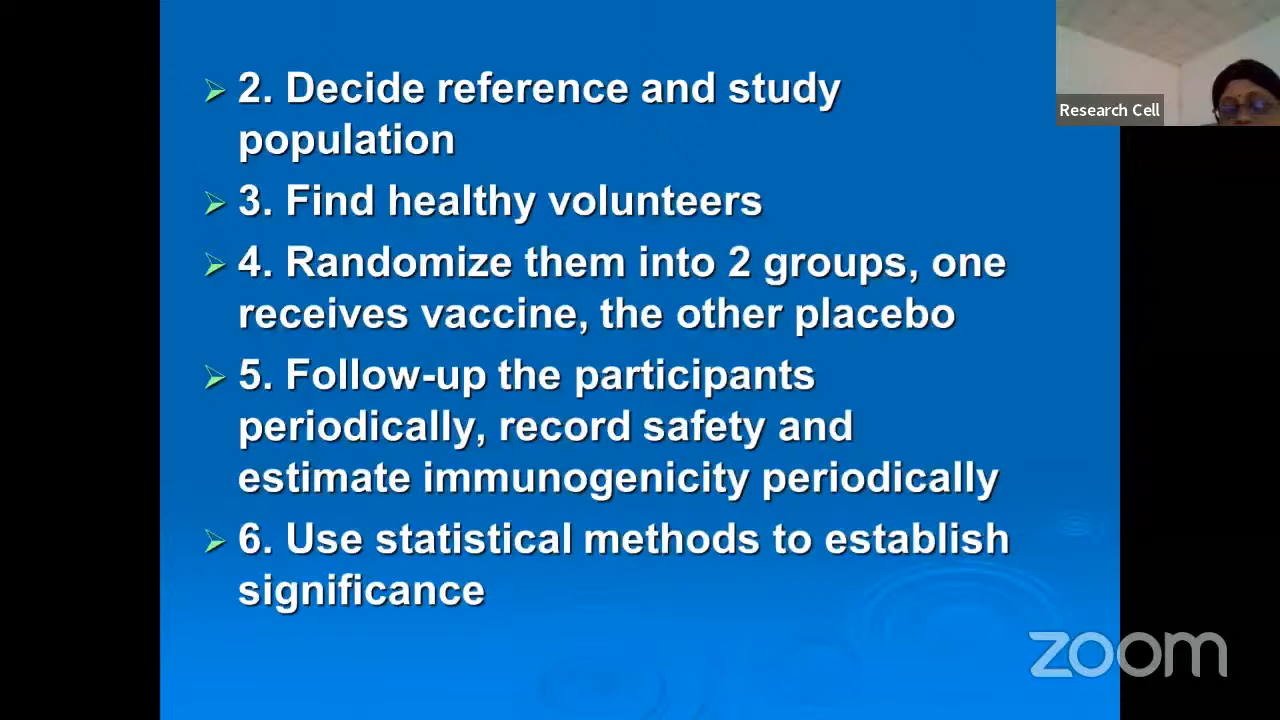 2. Decide reference and study
population
3. Find healthy volunteers
4. Randomize them into 2 groups, one
receives vaccine, the other placebo
5. Follow-up the participants
periodically, record safety and
estimate immunogenicity periodically
6. Use statistical methods to establish
significance
Research Cell
zoom